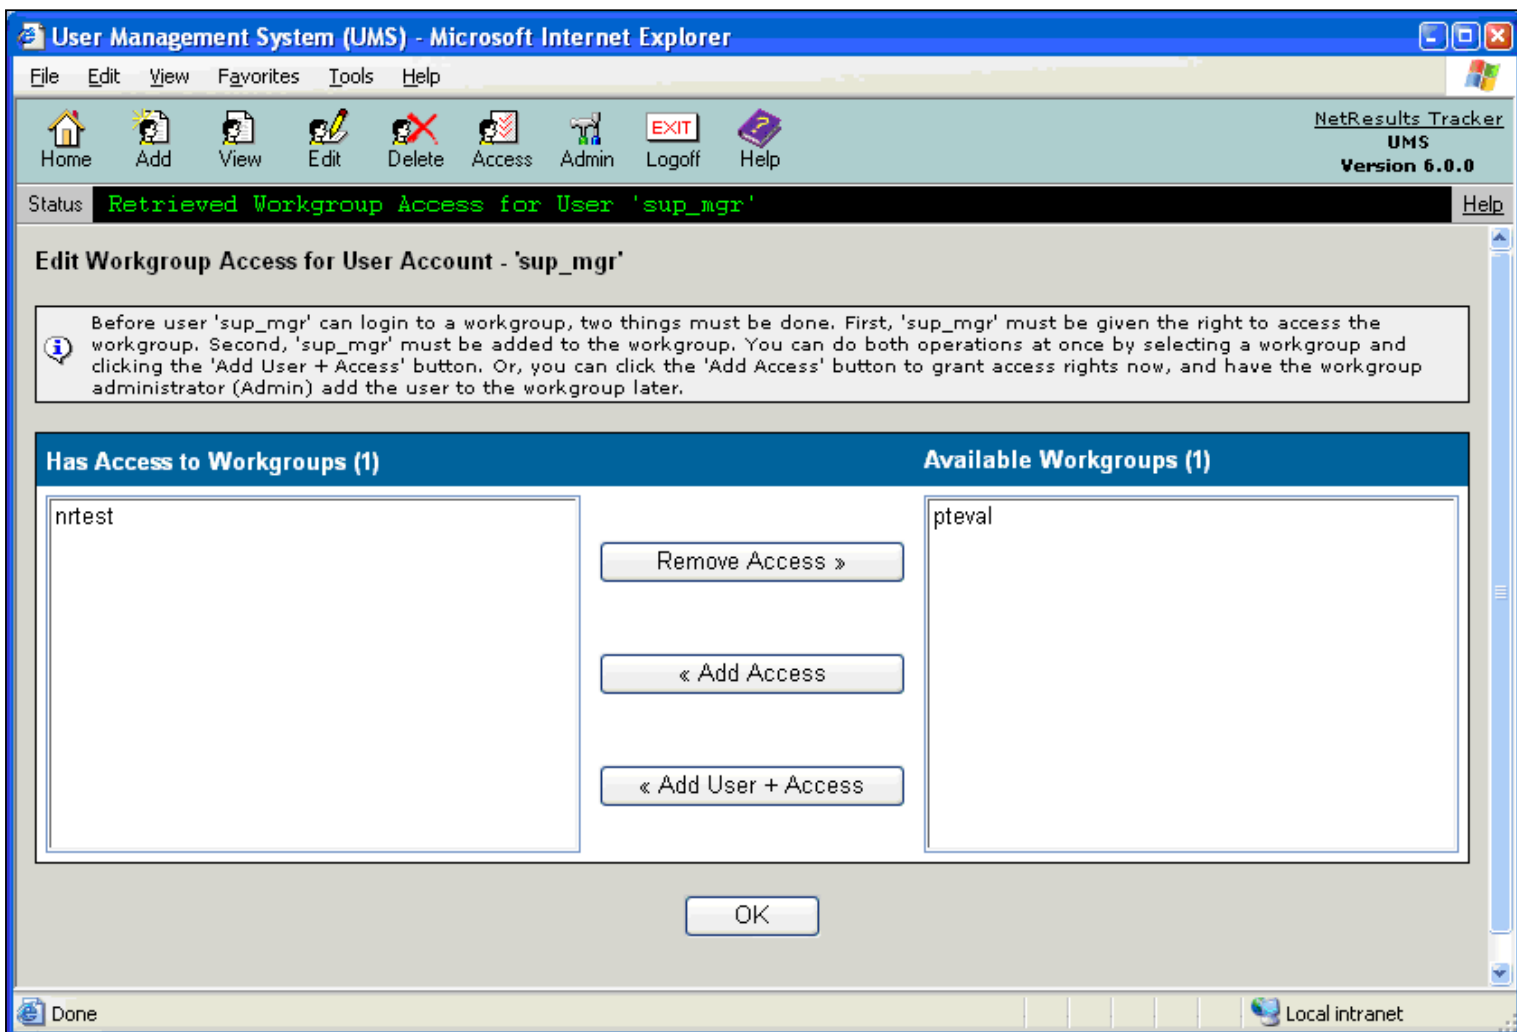 User Management System (UMS) - Microsoft Internet Explorer
File Edit View Favorites Tools Help
Home Add View Edit Delete Access Admin EXIT Logoff Help
NetResults Tracker
UMS
Version 6.0.0
Status Retrieved Workgroup Access for User 'sup_mgr' Help
Edit Workgroup Access for User Account - 'sup_mgr'
Before user 'sup_mgr' can login to a workgroup, two things must be done. First, 'sup_mgr' must be given the right to access the
workgroup. Second, 'sup_mgr' must be added to the workgroup. You can do both operations at once by selecting a workgroup and
clicking the 'Add User + Access' button. Or, you can click the 'Add Access' button to grant access rights now, and have the workgroup
administrator (Admin) add the user to the workgroup later.
Has Access to Workgroups (1) Available Workgroups (1)
nrtest pteval
Remove Access »
« Add Access
« Add User + Access
OK
Done Local intranet